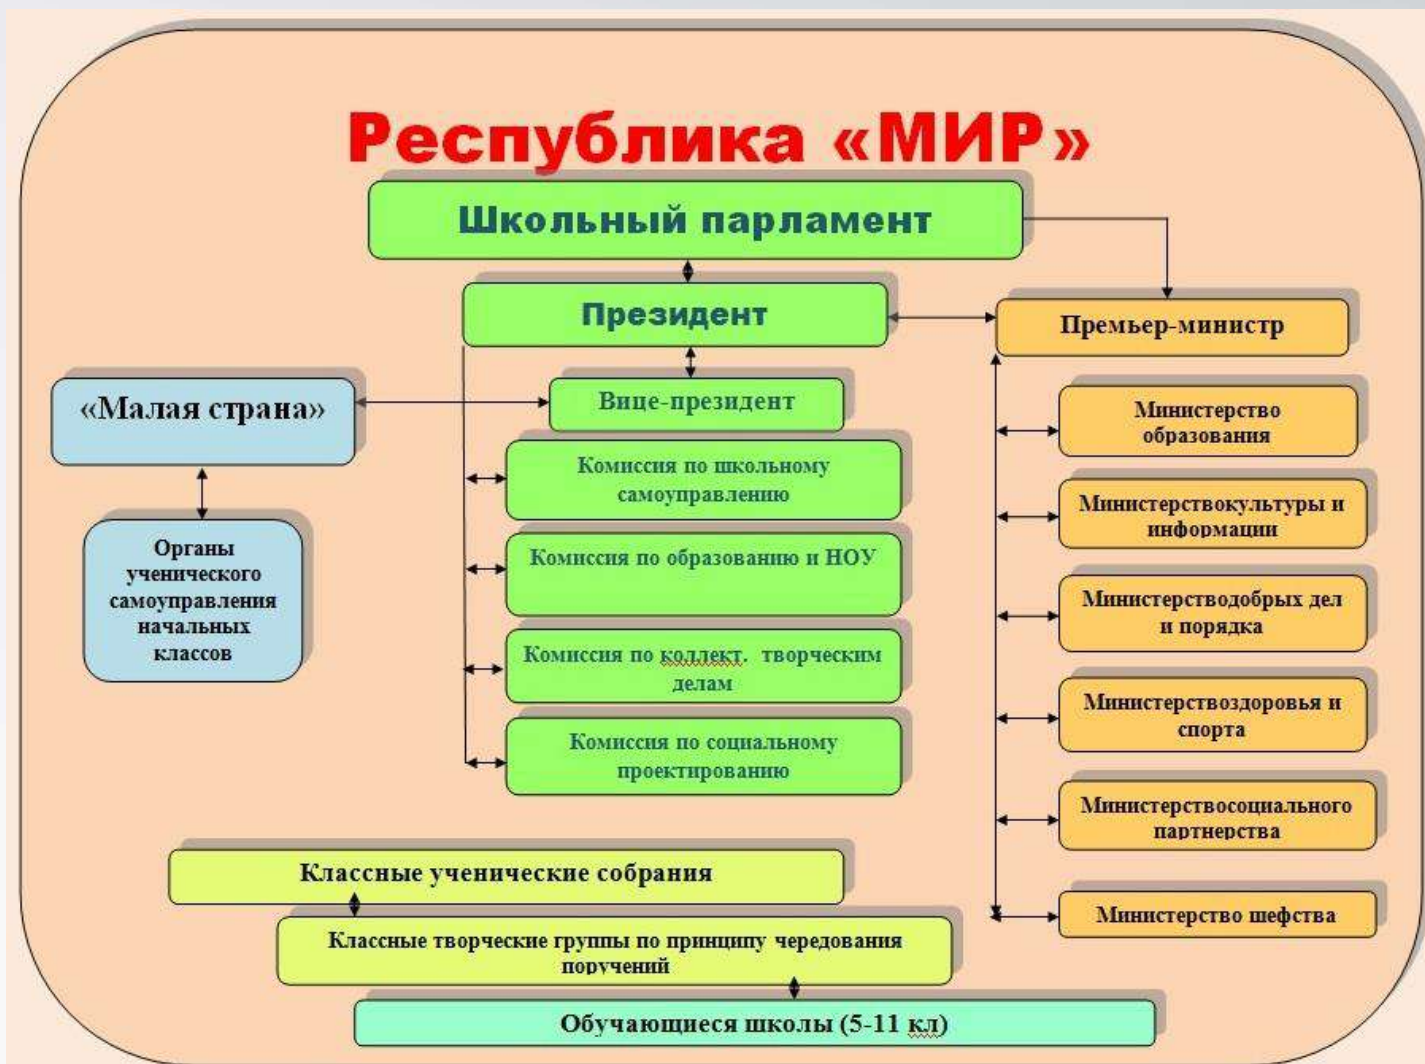 Республика «МИР»
Школьный парламент
Президент
Премьер-министр
«Малая страна»
Вице-президент
Министерство
образования
Комиссия по школьному
самоуправлению
Министерствокультуры и
информации
Органы
ученического
самоуправления
начальных
классов
Комиссия по образованию и НОУ
Министерстводобрых дел
и порядка
Комиссия по коллект. творческим
делам
Министерствоздоровья и
спорта
Комиссия по социальному
проектированию
Министерствосоциального
партнерства
Классные ученические собрания
Министерство шефства
Классные творческие группы по принципу чередования
поручений
Обучающиеся школы (5-11 кл)